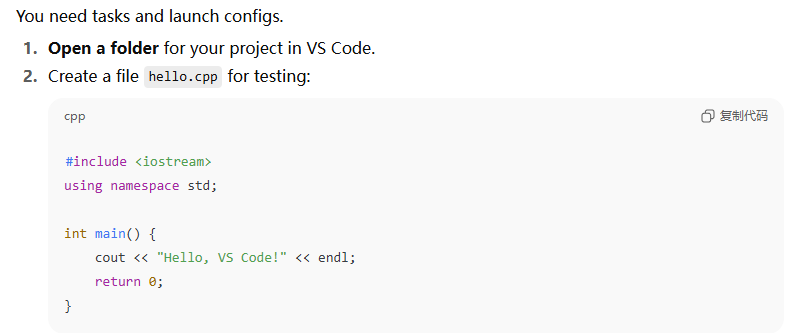 You need tasks and launch configs.
1. Open a folder for your project in VS Code.
2. Create a file hello.cpp for testing:
cpp 复制代码
#include <iostream>
using namespace std;
int main() {
    cout << "Hello, VS Code!" << endl;
    return 0;
}